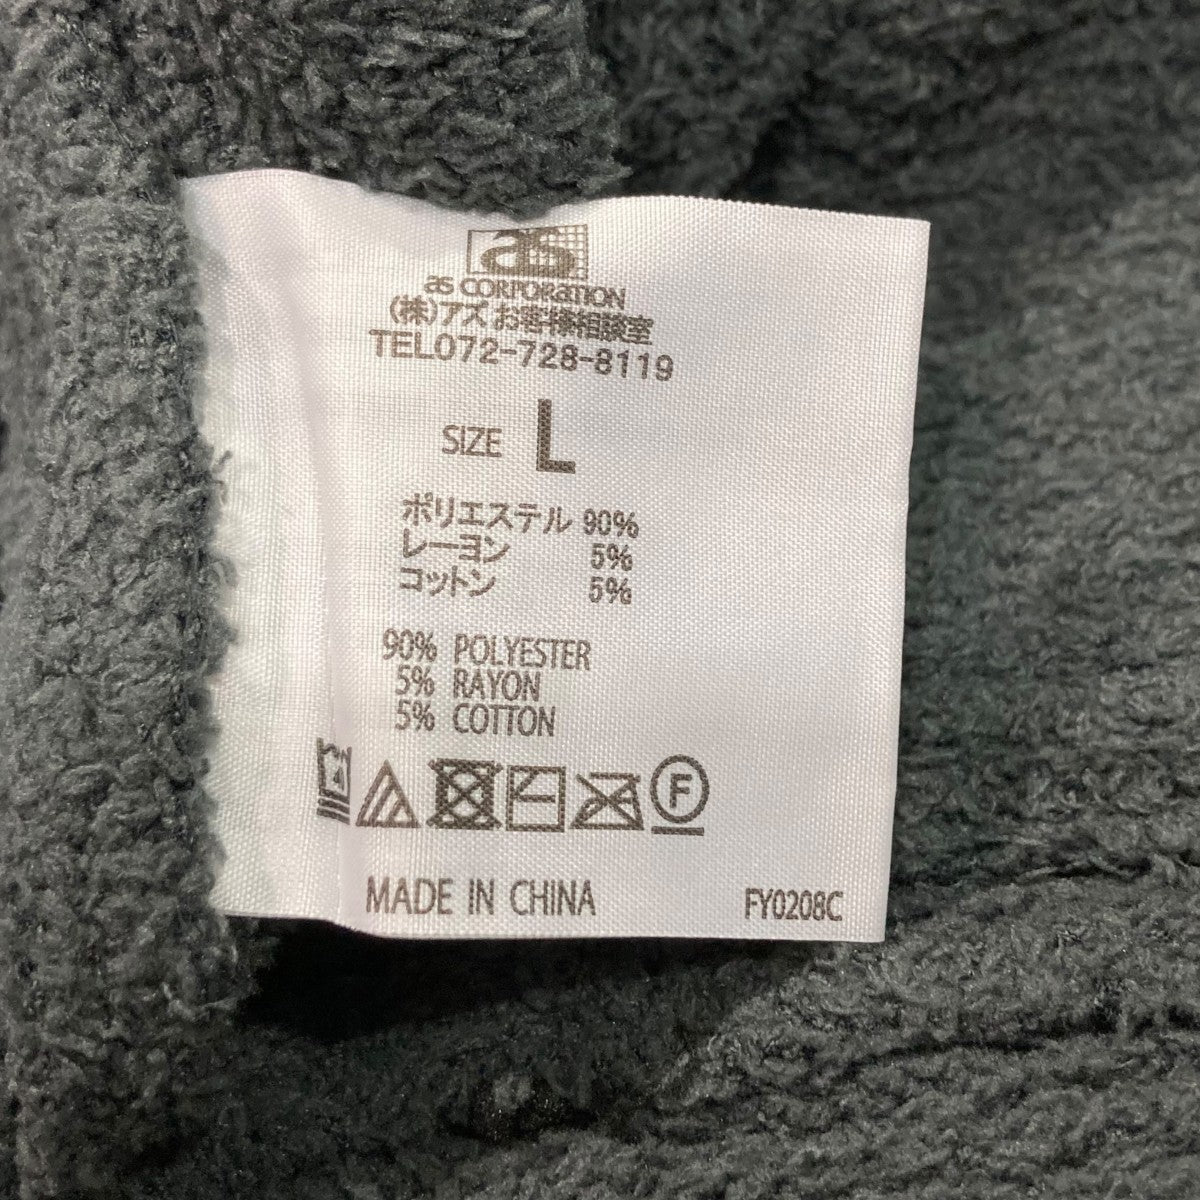 as
as CORPORATION
(株)アズ お客様相談室
TEL072-728-8119
SIZE L
ポリエステル 90%
レーヨン 5%
コットン 5%
90% POLYESTER
5% RAYON
5% COTTON
F
MADE IN CHINA FY0208C